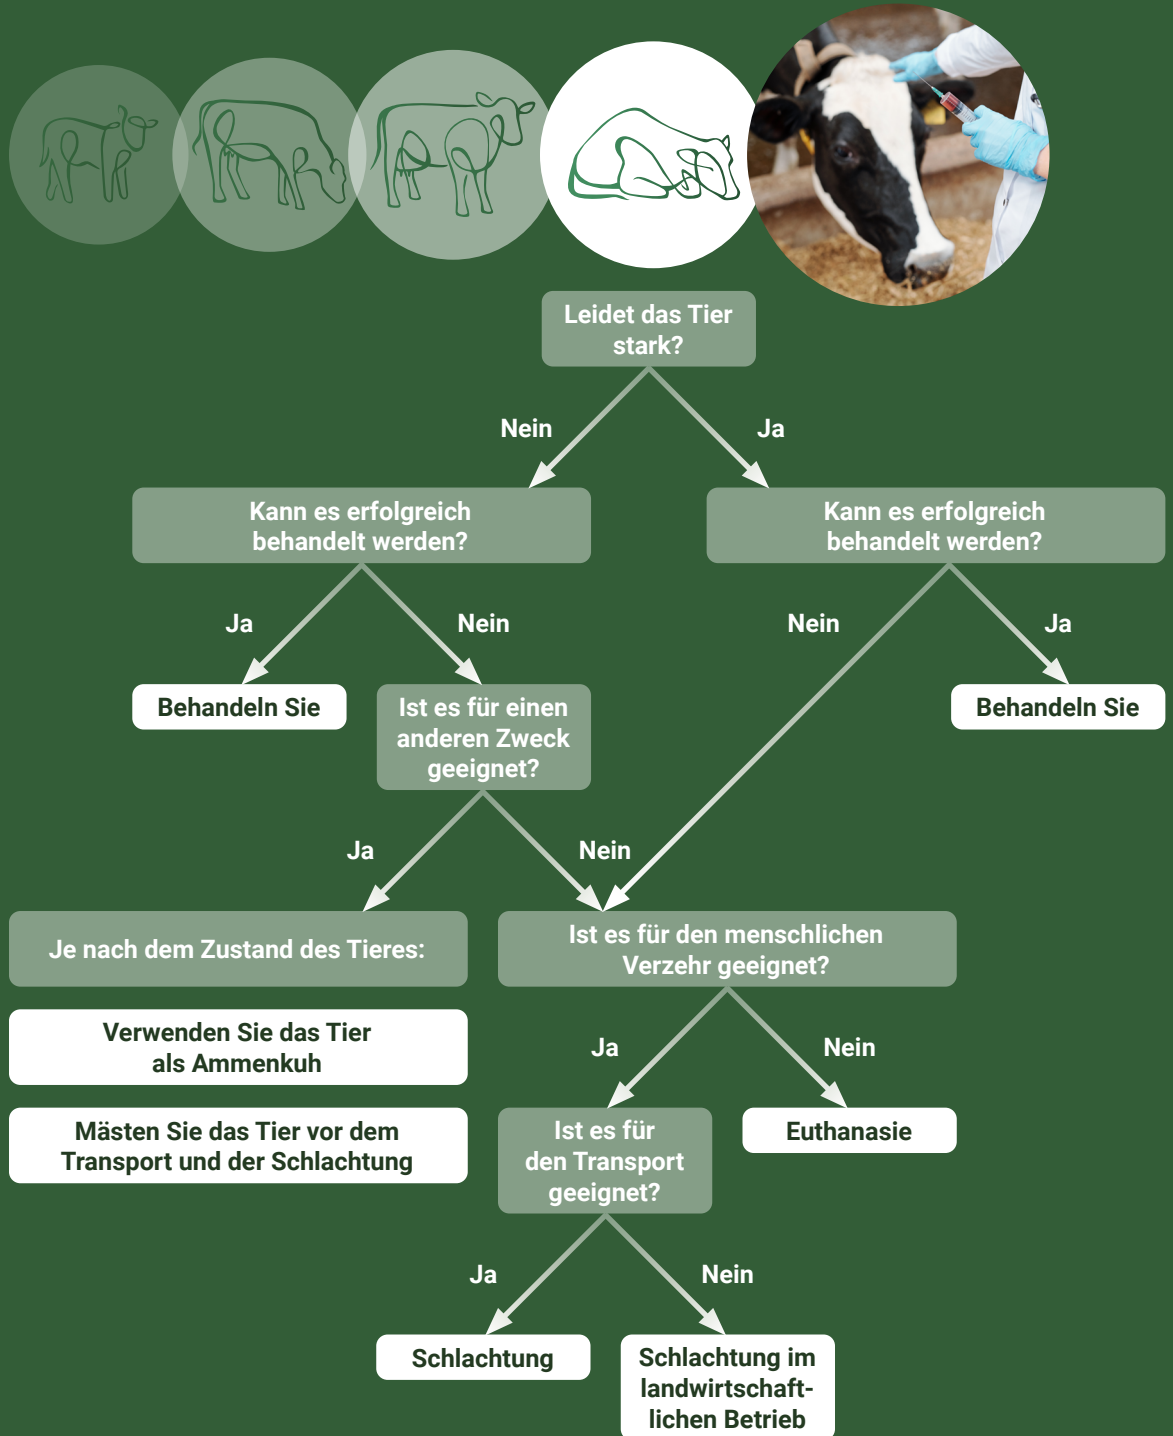 Leidet das Tier
stark?
Nein
Ja
Kann es erfolgreich
behandelt werden?
Kann es erfolgreich
behandelt werden?
Ja
Nein
Nein
Ja
Behandeln Sie
Ist es für einen
anderen Zweck
geeignet?
Behandeln Sie
Ja
Nein
Je nach dem Zustand des Tieres:
Ist es für den menschlichen
Verzehr geeignet?
Verwenden Sie das Tier
als Ammenkuh
Ja
Nein
Mästen Sie das Tier vor dem
Transport und der Schlachtung
Ist es für
den Transport
geeignet?
Euthanasie
Ja
Nein
Schlachtung
Schlachtung im
landwirtschaft-
lichen Betrieb